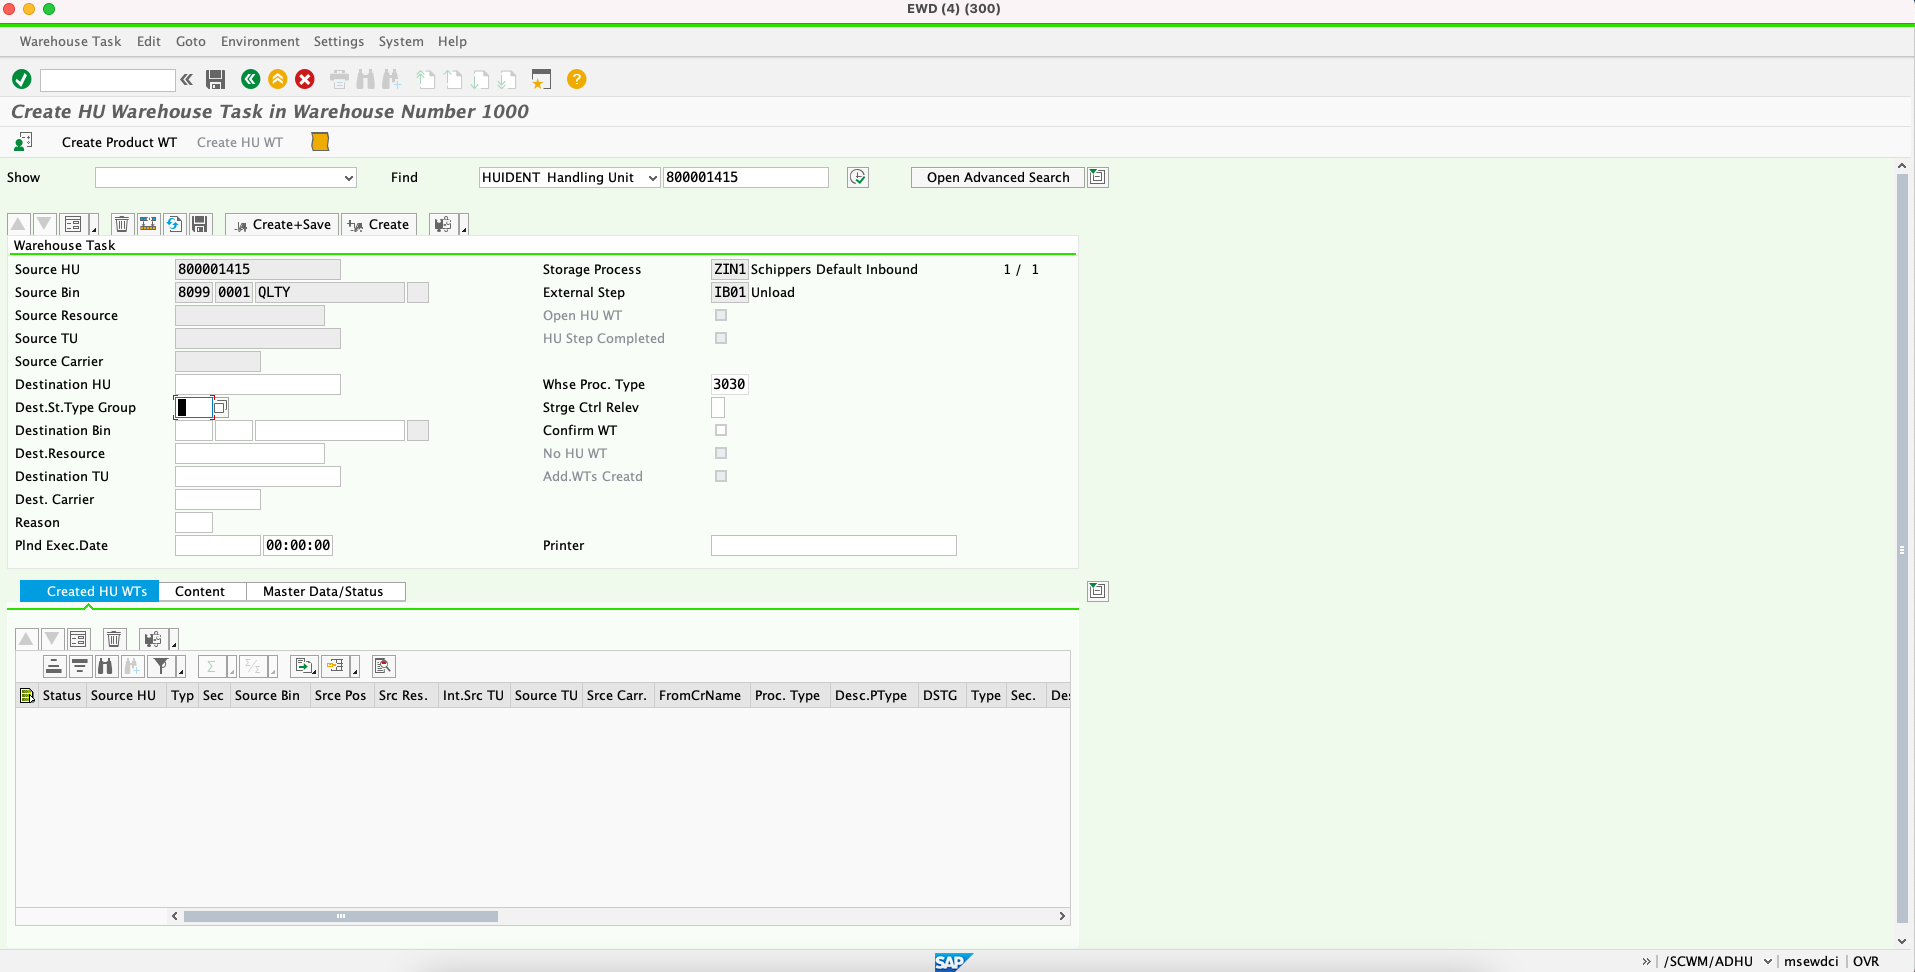 EWD (4) (300)
Warehouse Task Edit Goto Environment Settings System Help
Create HU Warehouse Task in Warehouse Number 1000
Create Product WT Create HU WT
Show Find HUIDENT Handling Unit 800001415 Open Advanced Search
Create+Save Create
Warehouse Task
Source HU 800001415 Storage Process ZIN1 Schippers Default Inbound 1 / 1
Source Bin 8099 0001 QLTY External Step IB01 Unload
Source Resource Open HU WT
Source TU HU Step Completed
Source Carrier
Destination HU Whse Proc. Type 3030
Dest.St.Type Group Strge Ctrl Relev
Destination Bin Confirm WT
Dest.Resource No HU WT
Destination TU Add.WTs Creatd
Dest. Carrier
Reason
Plnd Exec.Date 00:00:00 Printer
Created HU WTs Content Master Data/Status
Status Source HU Typ Sec Source Bin Srce Pos Src Res. Int.Src TU Source TU Srce Carr. FromCrName Proc. Type Desc.PType DSTG Type Sec. Des
SAP /SCWM/ADHU msewdci OVR